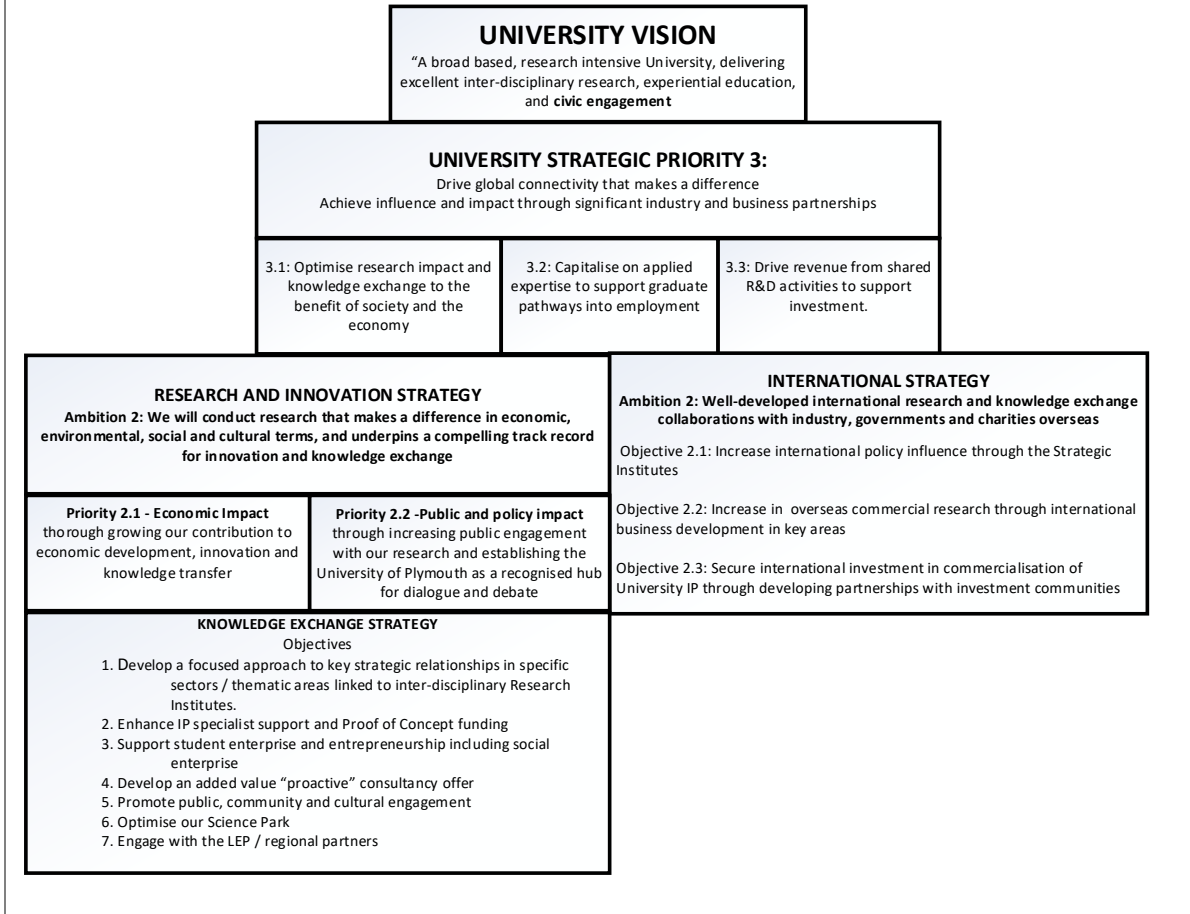 UNIVERSITY VISION
“A broad based, research intensive University, delivering
excellent inter-disciplinary research, experiential education,
and civic engagement
UNIVERSITY STRATEGIC PRIORITY 3:
Drive global connectivity that makes a difference
Achieve influence and impact through significant industry and business partnerships
3.1: Optimise research impact and
knowledge exchange to the
benefit of society and the
economy
3.2: Capitalise on applied
expertise to support graduate
pathways into employment
3.3: Drive revenue from shared
R&D activities to support
investment.
RESEARCH AND INNOVATION STRATEGY
Ambition 2: We will conduct research that makes a difference in economic,
environmental, social and cultural terms, and underpins a compelling track record
for innovation and knowledge exchange
Priority 2.1 - Economic Impact
thorough growing our contribution to
economic development, innovation and
knowledge transfer
Priority 2.2 -Public and policy impact
through increasing public engagement
with our research and establishing the
University of Plymouth as a recognised hub
for dialogue and debate
INTERNATIONAL STRATEGY
Ambition 2: Well-developed international research and knowledge exchange
collaborations with industry, governments and charities overseas
Objective 2.1: Increase international policy influence through the Strategic
Institutes
Objective 2.2: Increase in overseas commercial research through international
business development in key areas
Objective 2.3: Secure international investment in commercialisation of
University IP through developing partnerships with investment communities
KNOWLEDGE EXCHANGE STRATEGY
Objectives
1. Develop a focused approach to key strategic relationships in specific
sectors / thematic areas linked to inter-disciplinary Research
Institutes.
2. Enhance IP specialist support and Proof of Concept funding
3. Support student enterprise and entrepreneurship including social
enterprise
4. Develop an added value “proactive” consultancy offer
5. Promote public, community and cultural engagement
6. Optimise our Science Park
7. Engage with the LEP / regional partners